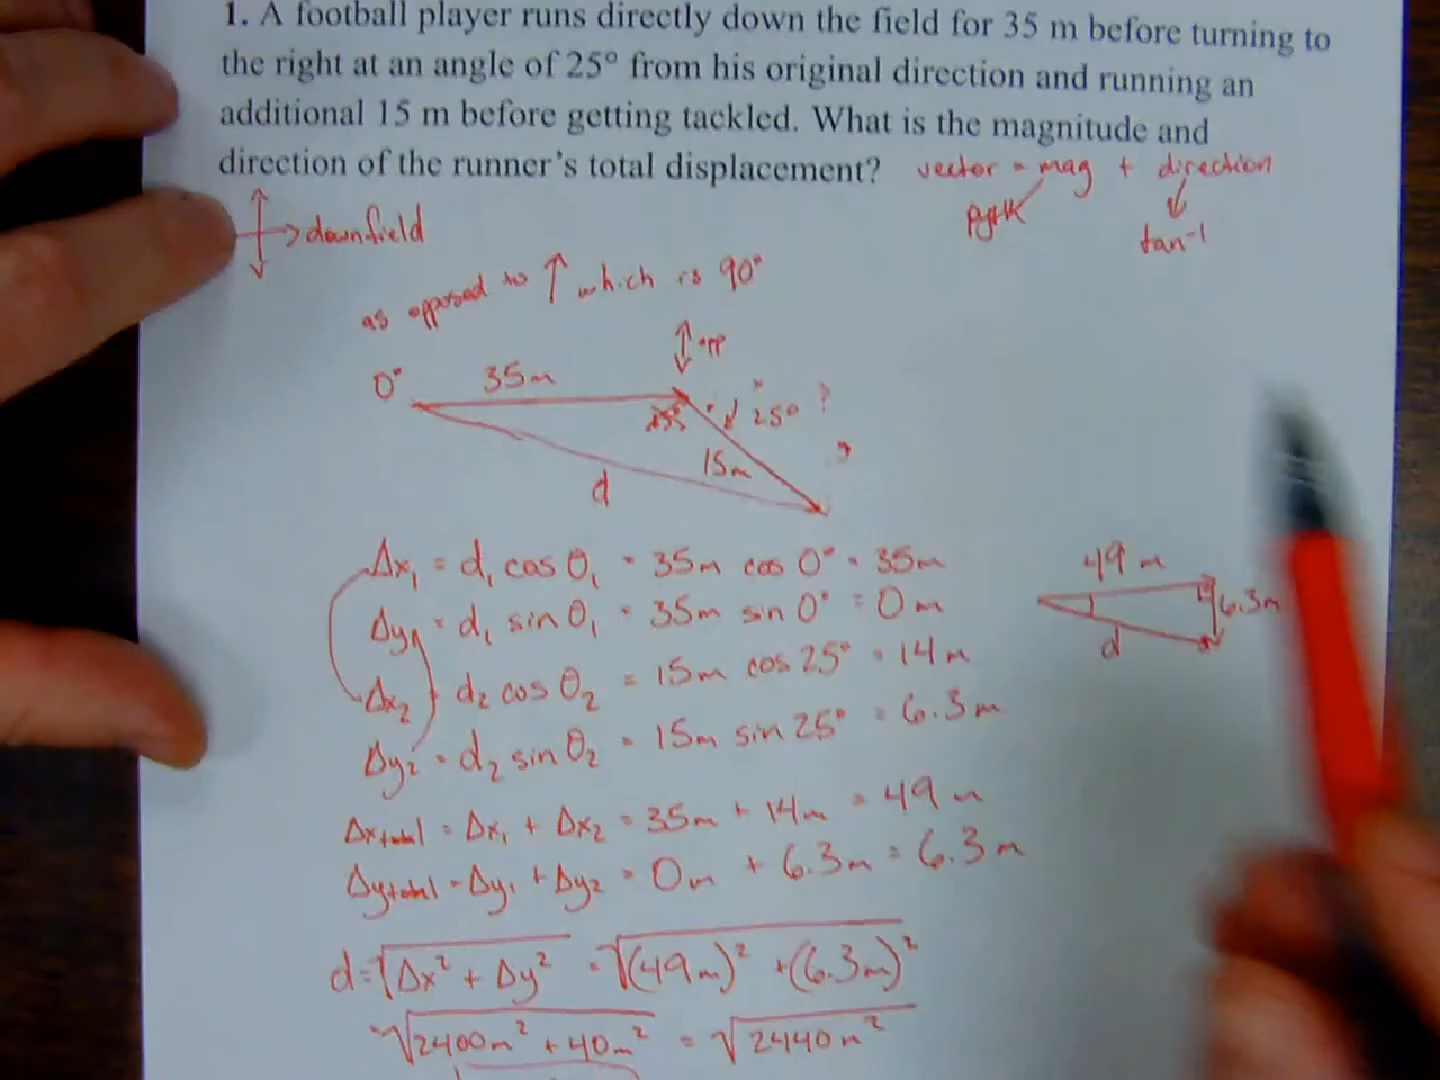 1. A football player runs directly down the field for 35 m before turning to
the right at an angle of 25° from his original direction and running an
additional 15 m before getting tackled. What is the magnitude and
direction of the runner's total displacement? vector = mag + direction
pyth
tan⁻¹
downfield
as opposed to ↑ which is 90°
0° 35m
25° ?
15m
d
Δx₁ = d₁ cos θ₁ = 35m cos 0° = 35m
Δy₁ = d₁ sin θ₁ = 35m sin 0° = 0m
Δx₂ = d₂ cos θ₂ = 15m cos 25° = 14m
Δy₂ = d₂ sin θ₂ = 15m sin 25° = 6.3m
49 m
6.3m
d
Δxtotal = Δx₁ + Δx₂ = 35m + 14m = 49 m
Δytotal = Δy₁ + Δy₂ = 0m + 6.3m = 6.3m
d = √Δx² + Δy² = √(49m)² + (6.3m)²
= √2400m² + 40m² = √2440m²